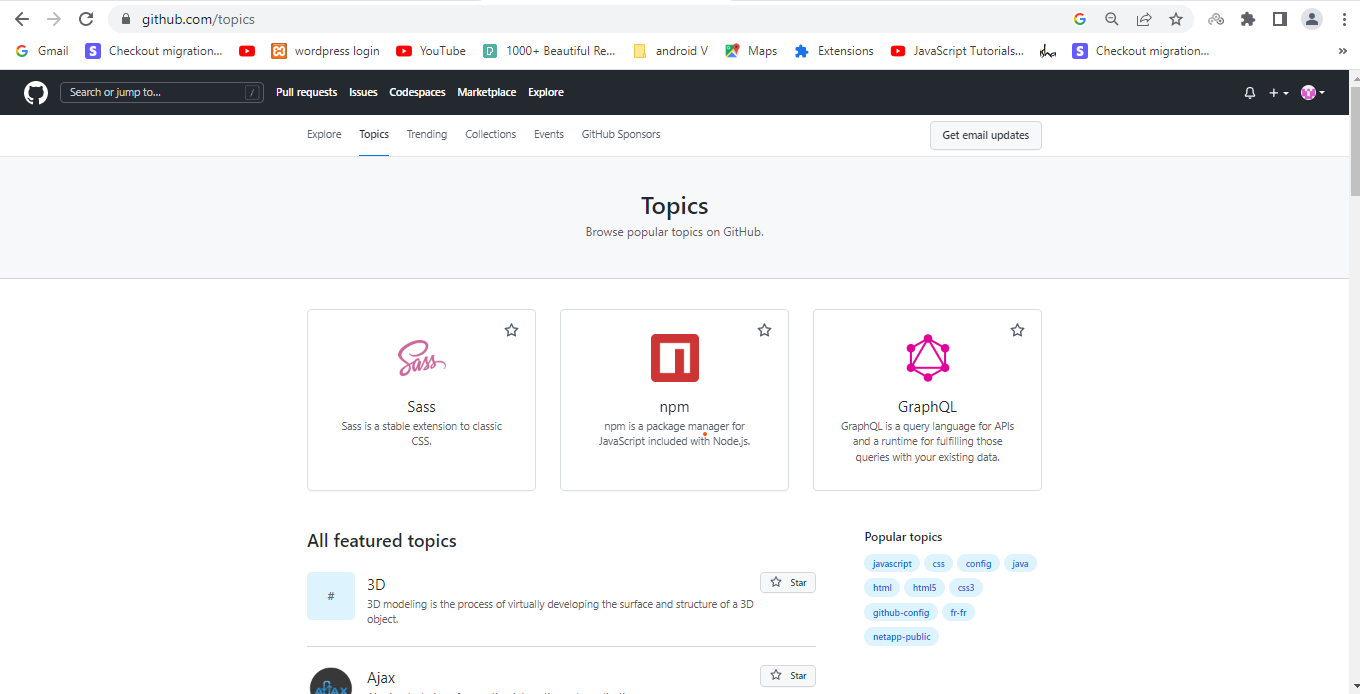 github.com/topics
Gmail
Checkout migration...
wordpress login
YouTube
1000+ Beautiful Re...
android V
Maps
Extensions
JavaScript Tutorials...
Checkout migration...
»
Search or jump to...
/
Pull requests
Issues
Codespaces
Marketplace
Explore
Explore
Topics
Trending
Collections
Events
GitHub Sponsors
Get email updates
Topics
Browse popular topics on GitHub.
Sass
Sass
Sass is a stable extension to classic
CSS.
npm
npm is a package manager for
JavaScript included with Node.js.
GraphQL
GraphQL is a query language for APIs
and a runtime for fulfilling those
queries with your existing data.
All featured topics
#
3D
Star
3D modeling is the process of virtually developing the surface and structure of a 3D
object.
AJAX
Ajax
Star
Popular topics
javascript css config java
html html5 css3
github-config fr-fr
netapp-public